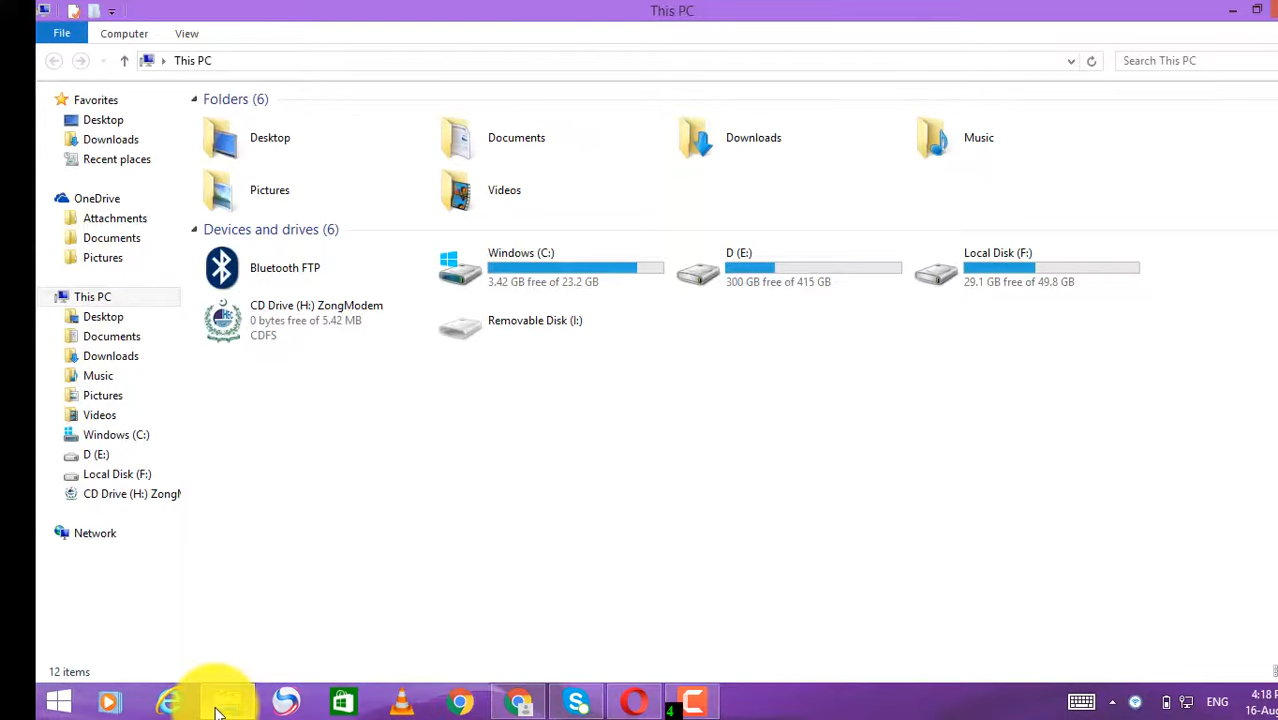 This PC
File Computer View
This PC Search This PC
Favorites
Desktop
Downloads
Recent places
OneDrive
Attachments
Documents
Pictures
This PC
Desktop
Documents
Downloads
Music
Pictures
Videos
Windows (C:)
D (E:)
Local Disk (F:)
CD Drive (H:) ZongM
Network
Folders (6)
Desktop Documents Downloads Music
Pictures Videos
Devices and drives (6)
Bluetooth FTP
Windows (C:)
3.42 GB free of 23.2 GB
D (E:)
300 GB free of 415 GB
Local Disk (F:)
29.1 GB free of 49.8 GB
CD Drive (H:) ZongModem
0 bytes free of 5.42 MB
CDFS
Removable Disk (I:)
12 items
4
ENG
4:18 P
16-Aug